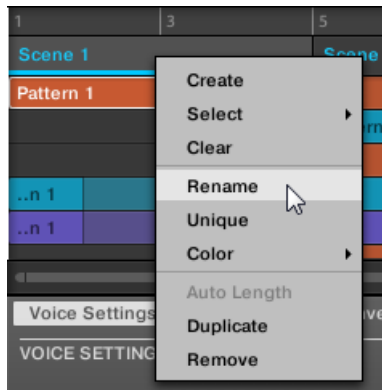 1 3 5
Scene 1 Scene
Pattern 1
Create
Select
Clear
Rename
..n 1
Unique
..n 1
Color
Auto Length
Voice Settings
Duplicate
VOICE SETTING
Remove